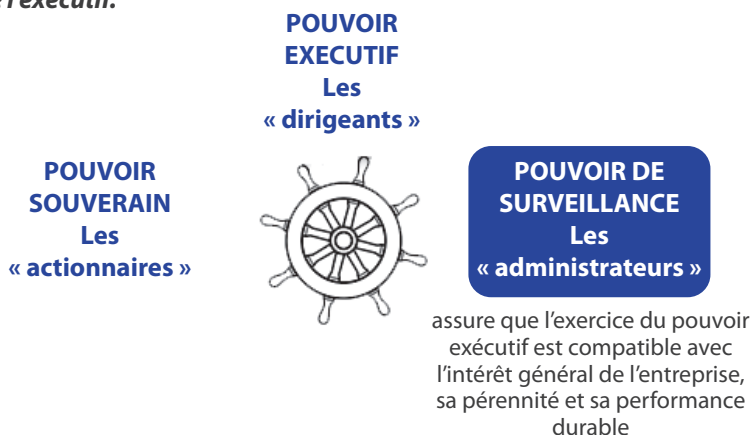 l'exécutif.
POUVOIR
EXECUTIF
Les
« dirigeants »
POUVOIR
SOUVERAIN
Les
« actionnaires »
POUVOIR DE
SURVEILLANCE
Les
« administrateurs »
assure que l’exercice du pouvoir
exécutif est compatible avec
l’intérêt général de l’entreprise,
sa pérennité et sa performance
durable